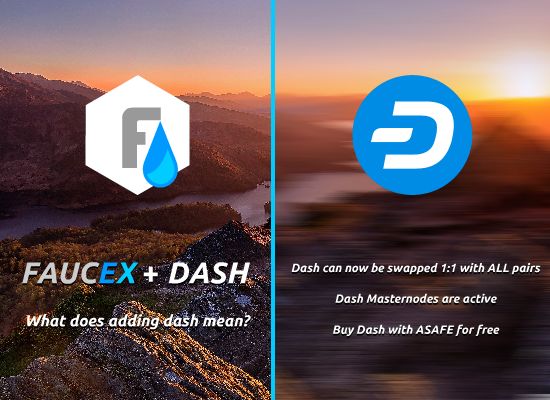 F
FAUCEX + DASH
What does adding dash mean?
Dash can now be swapped 1:1 with ALL pairs
Dash Masternodes are active
Buy Dash with ASAFE for free